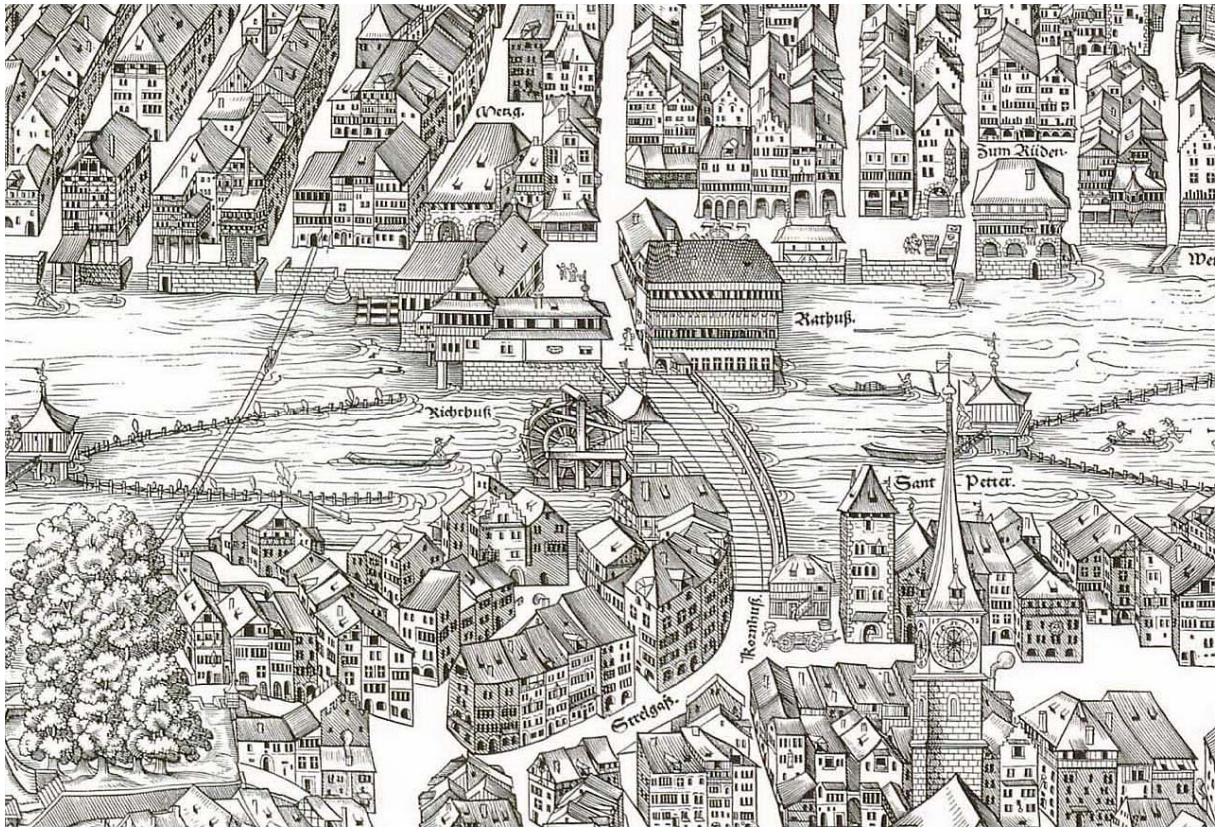 Metzg.
Zum Rüden
Rathuß.
Richthuß
Sant Petter.
Kornhuß.
Strelgaß.